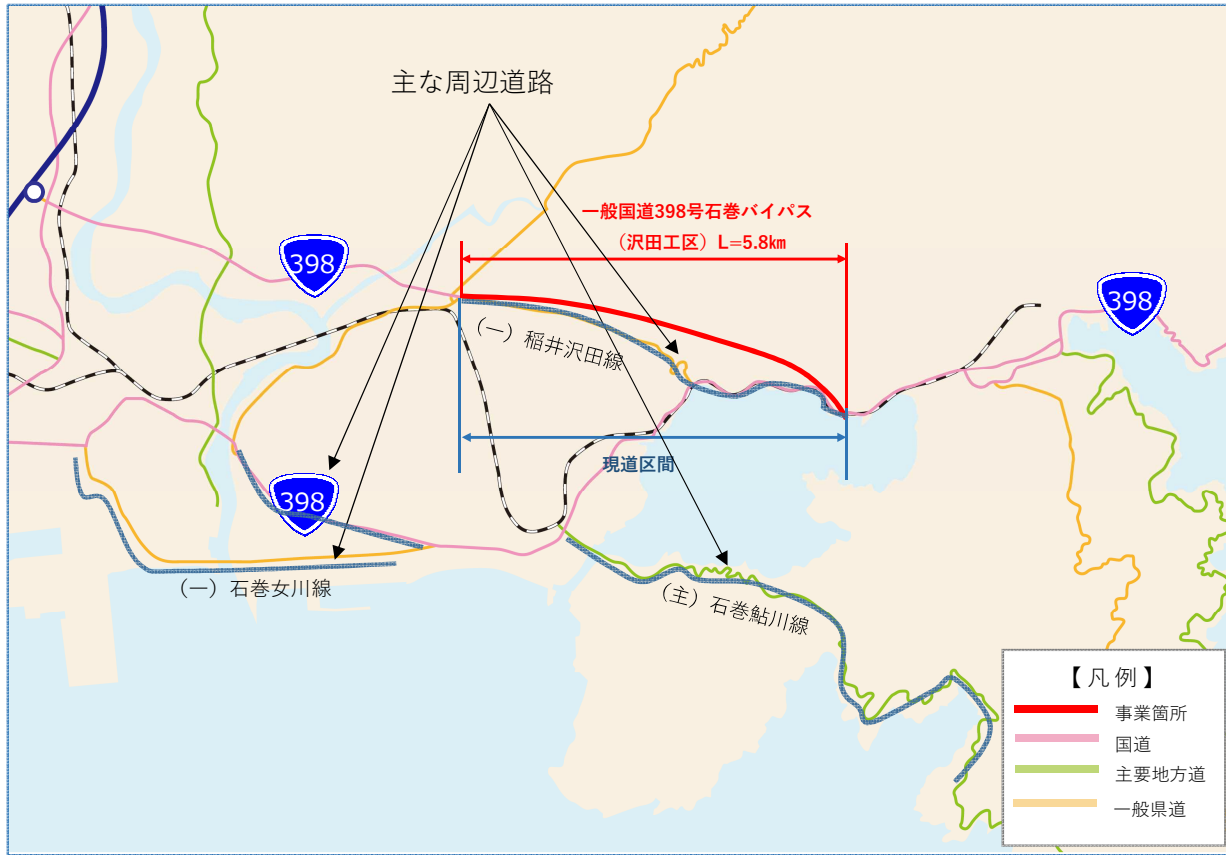 主な周辺道路
一般国道398号石巻バイパス
（沢田工区）L=5.8㎞
398
398
（一）稲井沢田線
現道区間
398
（一）石巻女川線
（主）石巻鮎川線
【凡例】
事業箇所
国道
主要地方道
一般県道